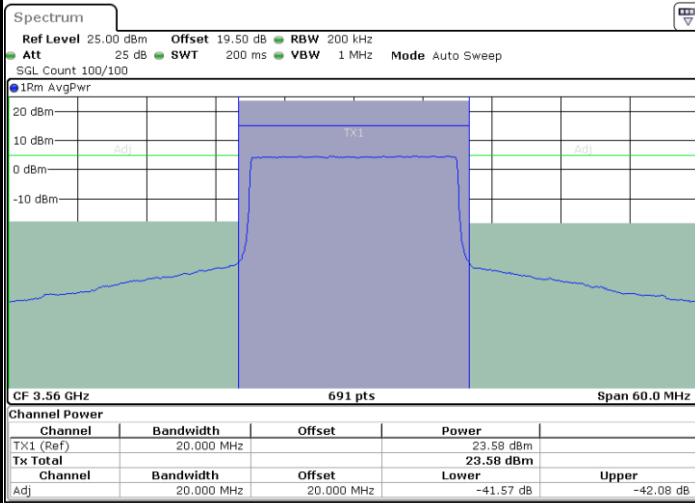 Spectrum
Ref Level 25.00 dBm Offset 19.50 dB RBW 200 kHz
Att 25 dB SWT 200 ms VBW 1 MHz Mode Auto Sweep
SGL Count 100/100
1Rm AvgPwr
20 dBm
TX1
10 dBm
Adj Adj
0 dBm
-10 dBm
CF 3.56 GHz 691 pts Span 60.0 MHz
Channel Power
Channel Bandwidth Offset Power
TX1 (Ref) 20.000 MHz 23.58 dBm
Tx Total 23.58 dBm
Channel Bandwidth Offset Lower Upper
Adj 20.000 MHz 20.000 MHz -41.57 dB -42.08 dB